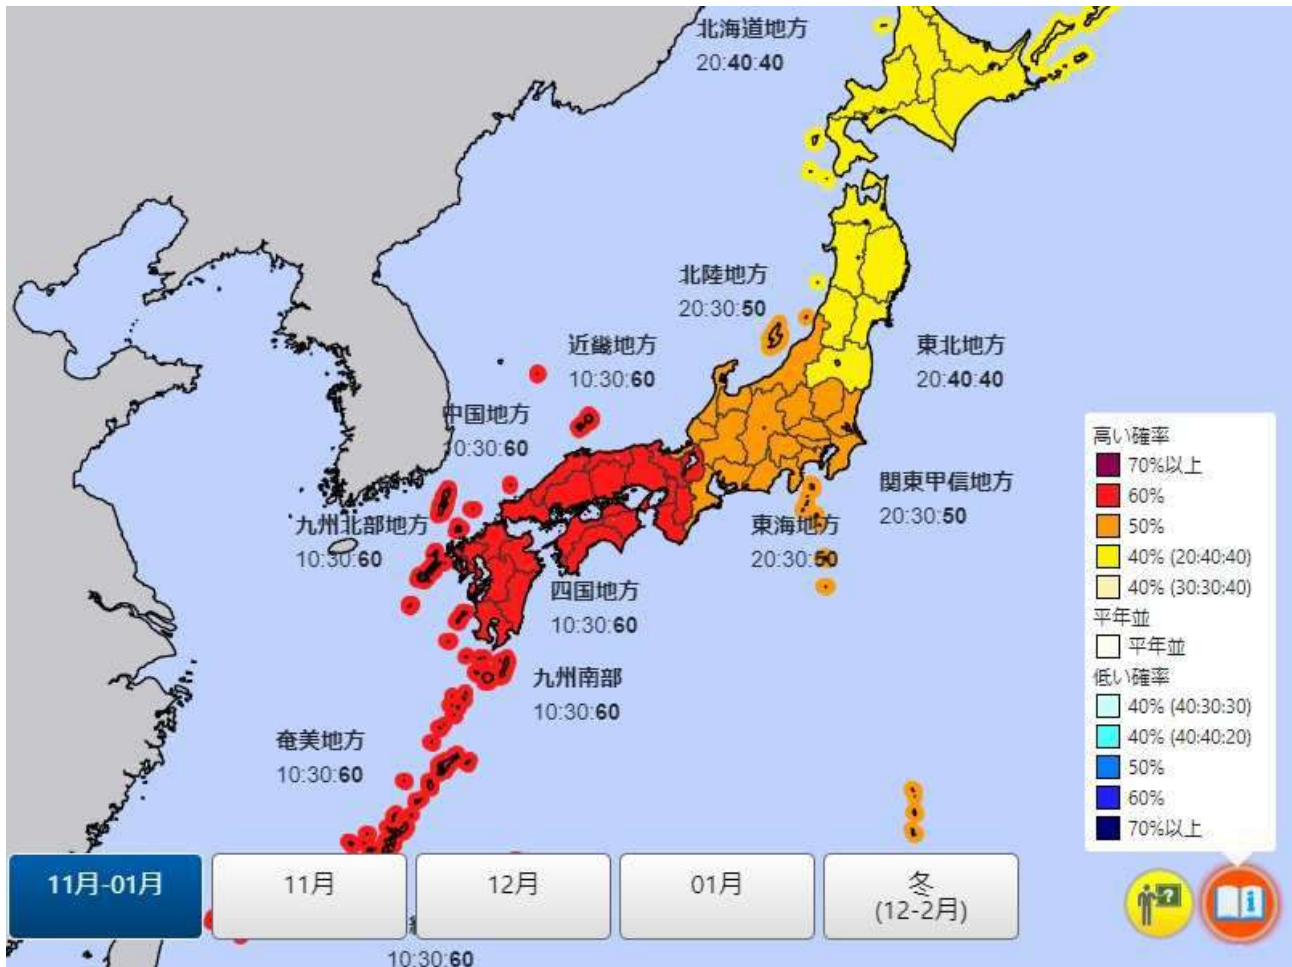 北海道地方
20:40:40
北陸地方
20:30:50
近畿地方
10:30:60
東北地方
20:40:40
中国地方
10:30:60
関東甲信地方
20:30:50
九州北部地方
10:30:60
東海地方
20:30:50
四国地方
10:30:60
九州南部
10:30:60
奄美地方
10:30:60
10:30:60
高い確率
70%以上
60%
50%
40% (20:40:40)
40% (30:30:40)
平年並
平年並
低い確率
40% (40:30:30)
40% (40:40:20)
50%
60%
70%以上
11月-01月
11月
12月
01月
冬
(12-2月)
?
i